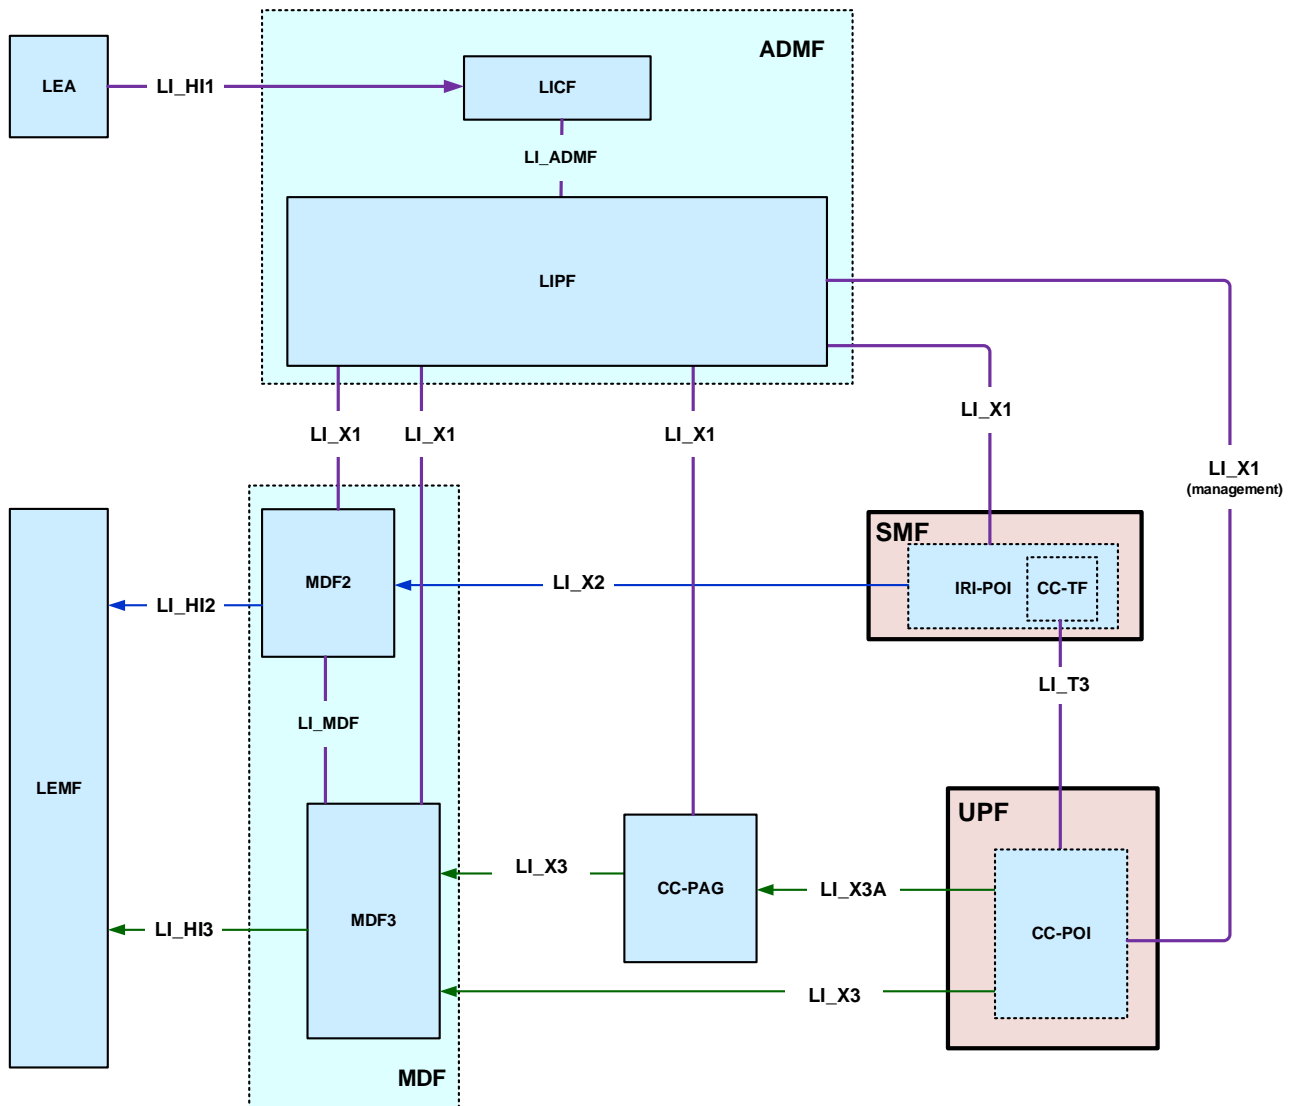 ADMF
LEA
LI_HI1
LICF
LI_ADMF
LIPF
LI_X1
LI_X1
LI_X1
LI_X1
LI_X1
(management)
SMF
MDF2
LI_X2
IRI-POI
CC-TF
LI_HI2
LI_T3
LI_MDF
LEMF
UPF
LI_X3
CC-PAG
LI_X3A
MDF3
LI_HI3
CC-POI
LI_X3
MDF